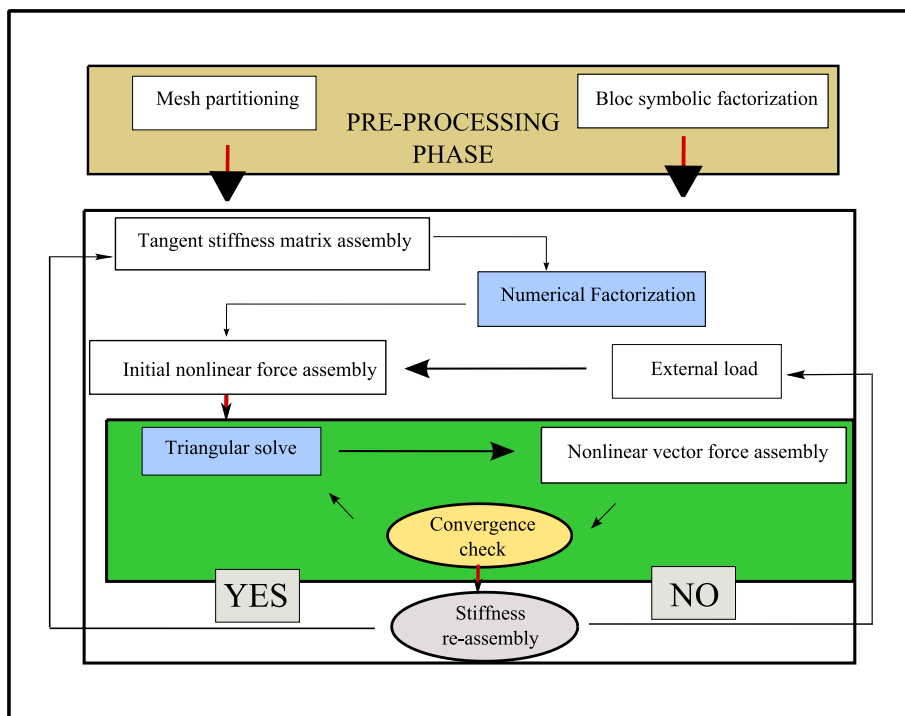 Mesh partitioning
Bloc symbolic factorization
PRE-PROCESSING
PHASE
Tangent stiffness matrix assembly
Numerical Factorization
Initial nonlinear force assembly
External load
Triangular solve
Nonlinear vector force assembly
Convergence
check
YES
NO
Stiffness
re-assembly